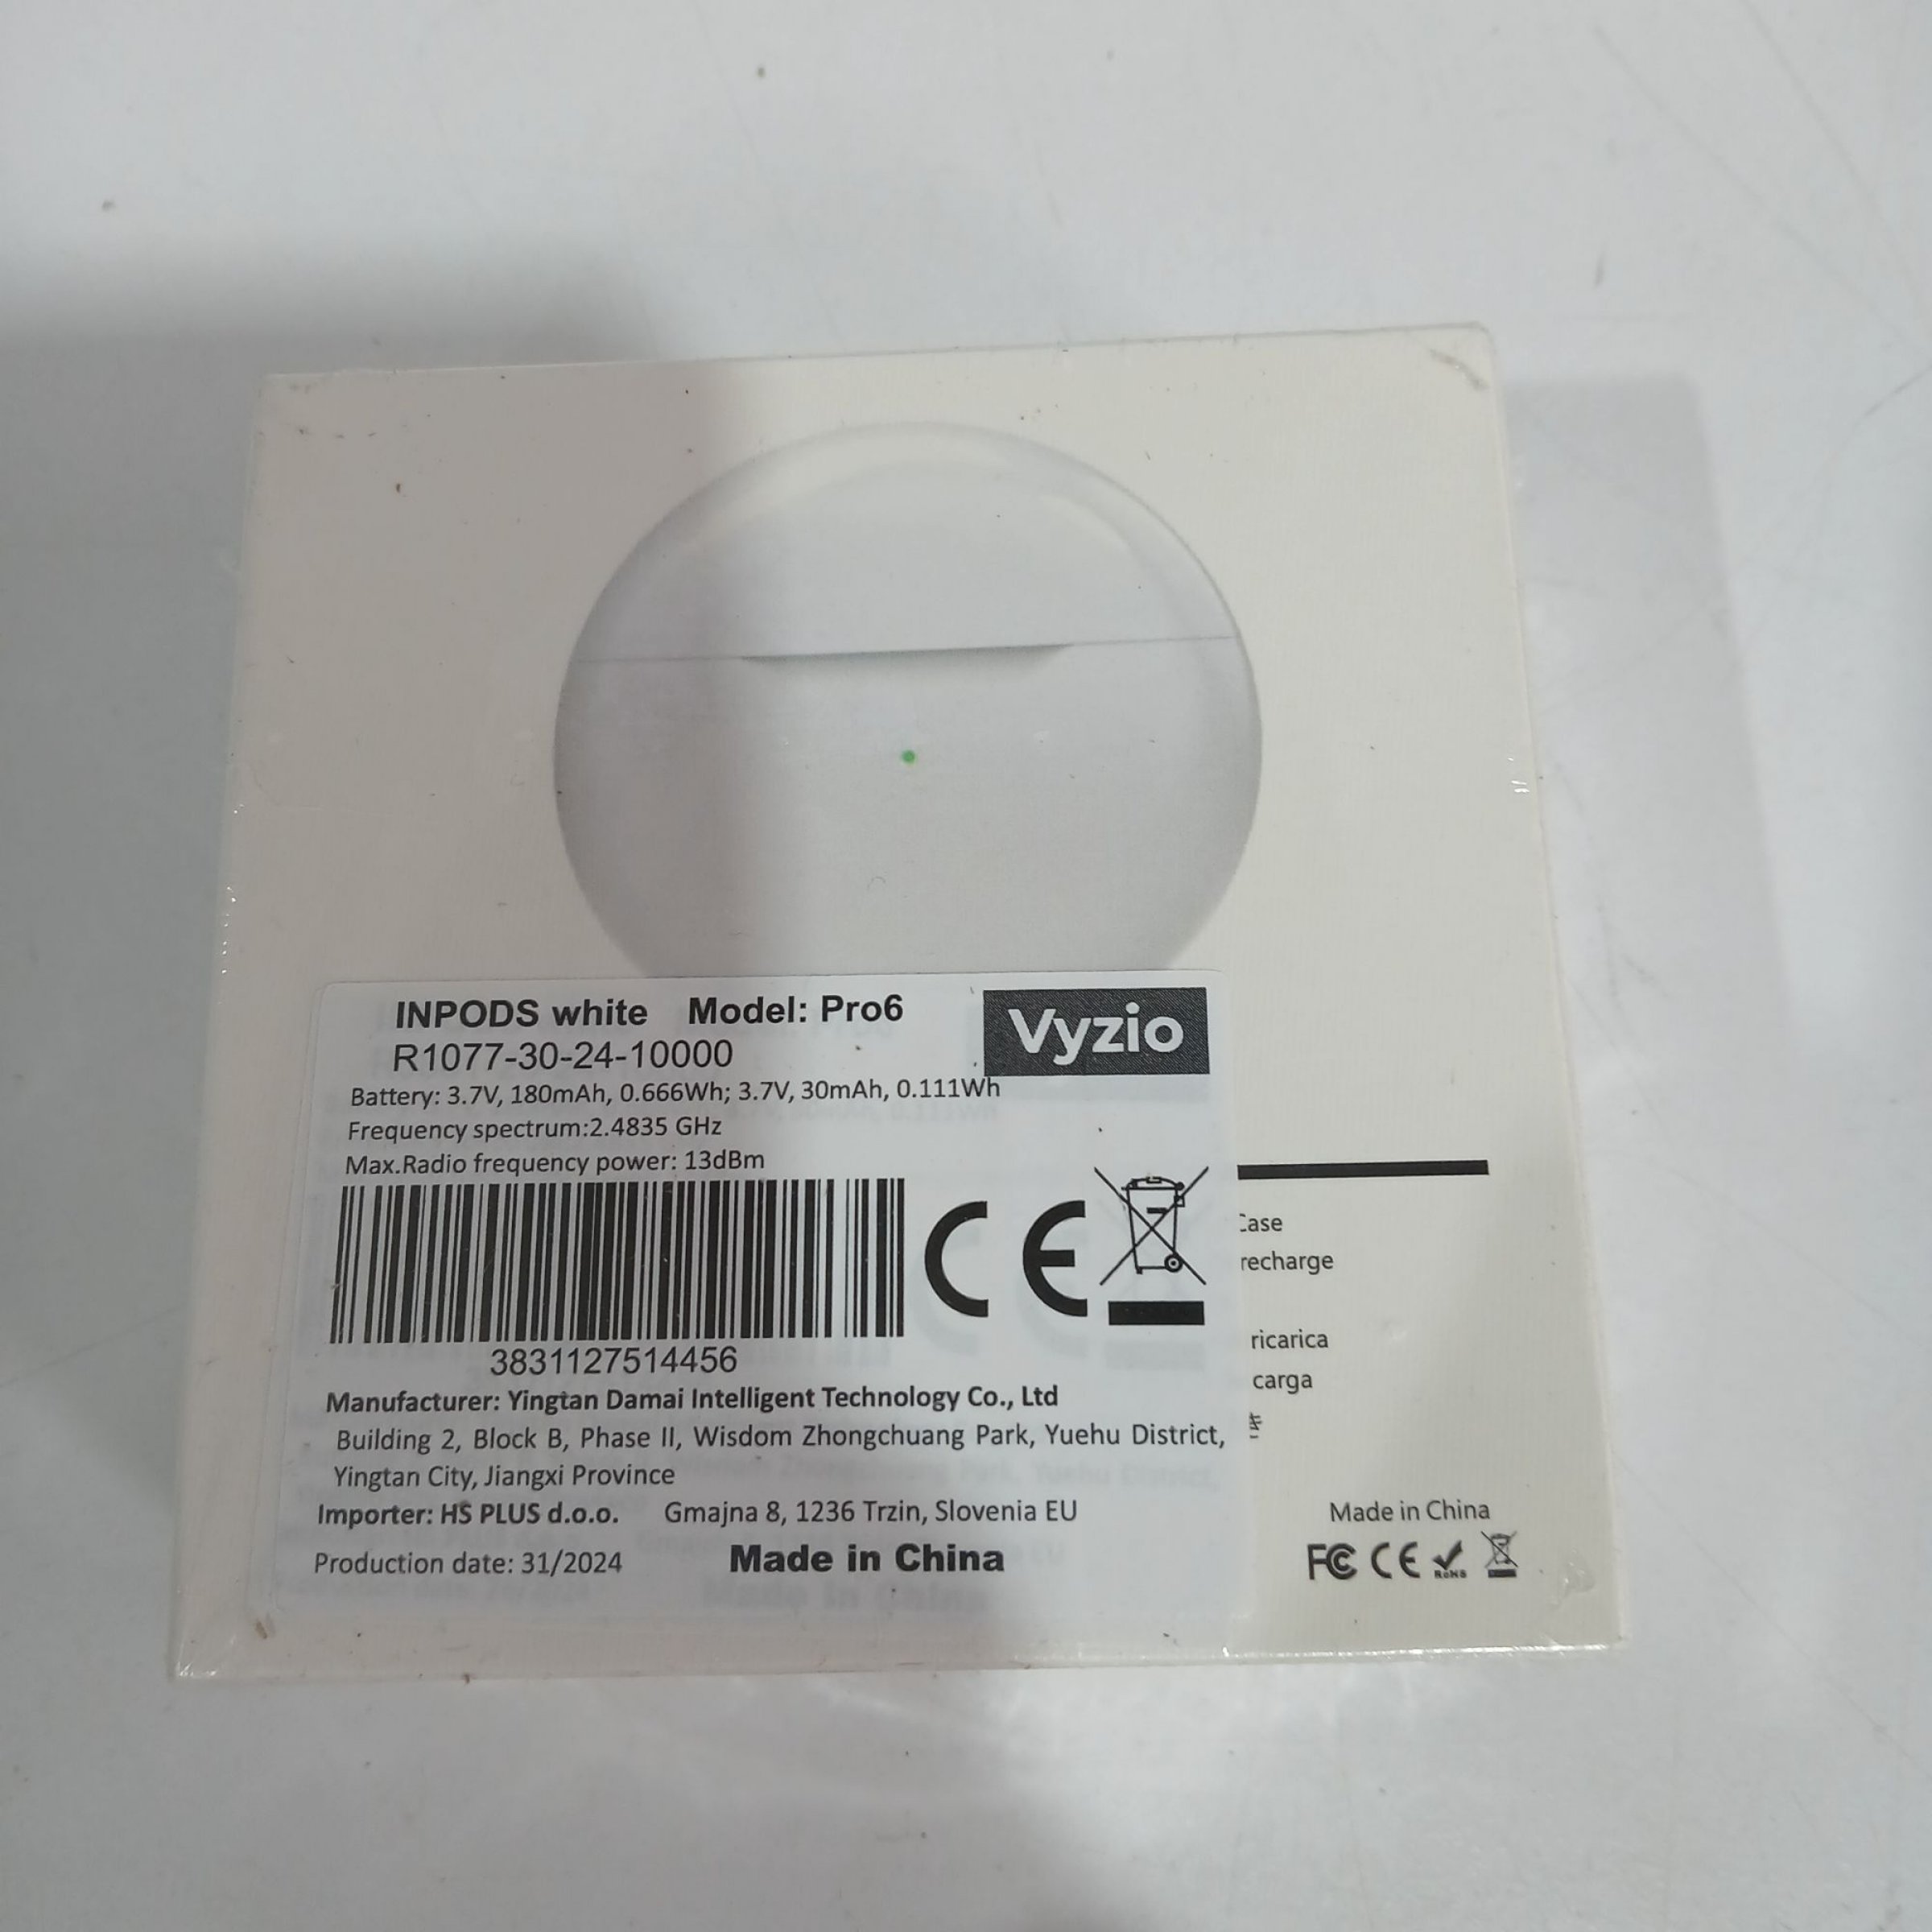 INPODS white Model: Pro6
Vyzio
R1077-30-24-10000
Battery: 3.7V, 180mAh, 0.666Wh; 3.7V, 30mAh, 0.111Wh
Frequency spectrum:2.4835 GHz
Max.Radio frequency power: 13dBm
CE
3831127514456
Manufacturer: Yingtan Damai Intelligent Technology Co., Ltd
Building 2, Block B, Phase II, Wisdom Zhongchuang Park, Yuehu District,
Yingtan City, Jiangxi Province
Importer: HS PLUS d.o.o. Gmajna 8, 1236 Trzin, Slovenia EU
Production date: 31/2024 Made in China
Case
recharge
ricarica
carga
Made in China
FC CE RoHS